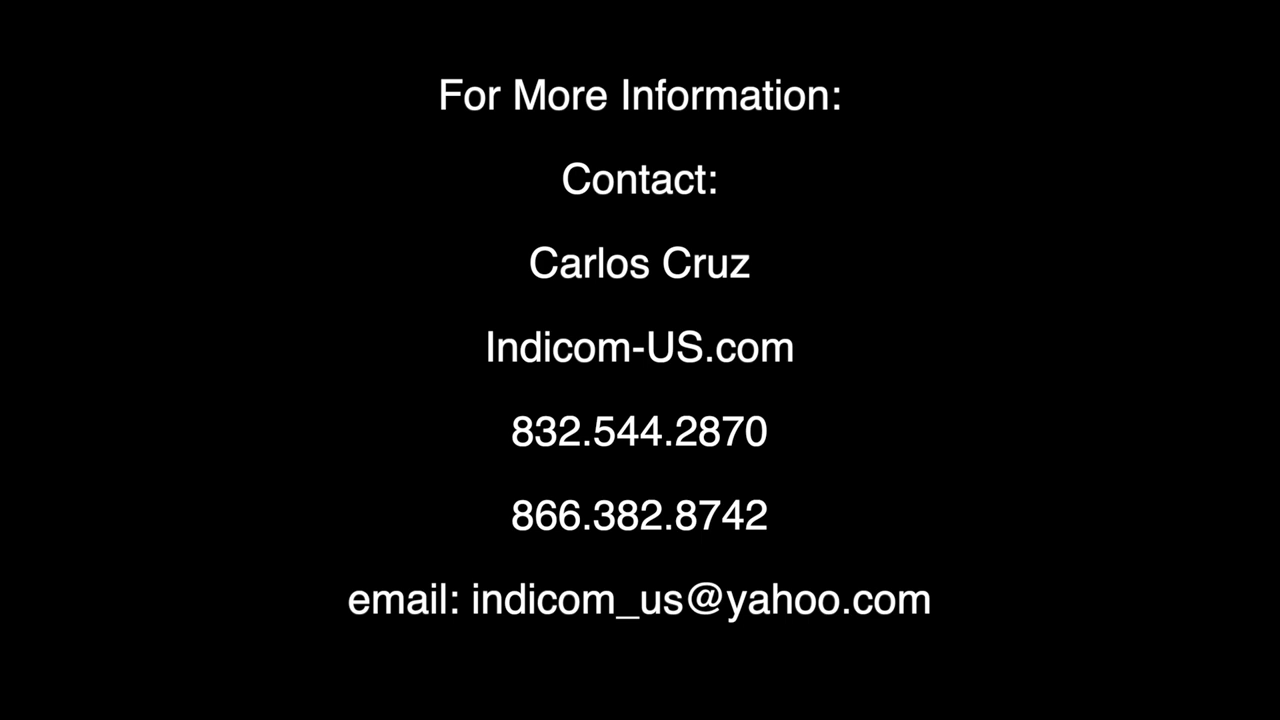 For More Information:
Contact:
Carlos Cruz
Indicom-US.com
832.544.2870
866.382.8742
email: indicom_us@yahoo.com